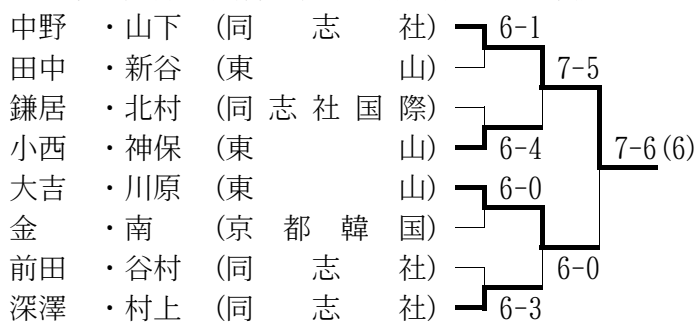 中野 ・山下 (同志社) 6-1
田中 ・新谷 (東山) 7-5
鎌居 ・北村 (同志社国際)
小西 ・神保 (東山) 6-4 7-6(6)
大吉 ・川原 (東山) 6-0
金 ・南 (京都韓国)
前田 ・谷村 (同志社) 6-0
深澤 ・村上 (同志社) 6-3